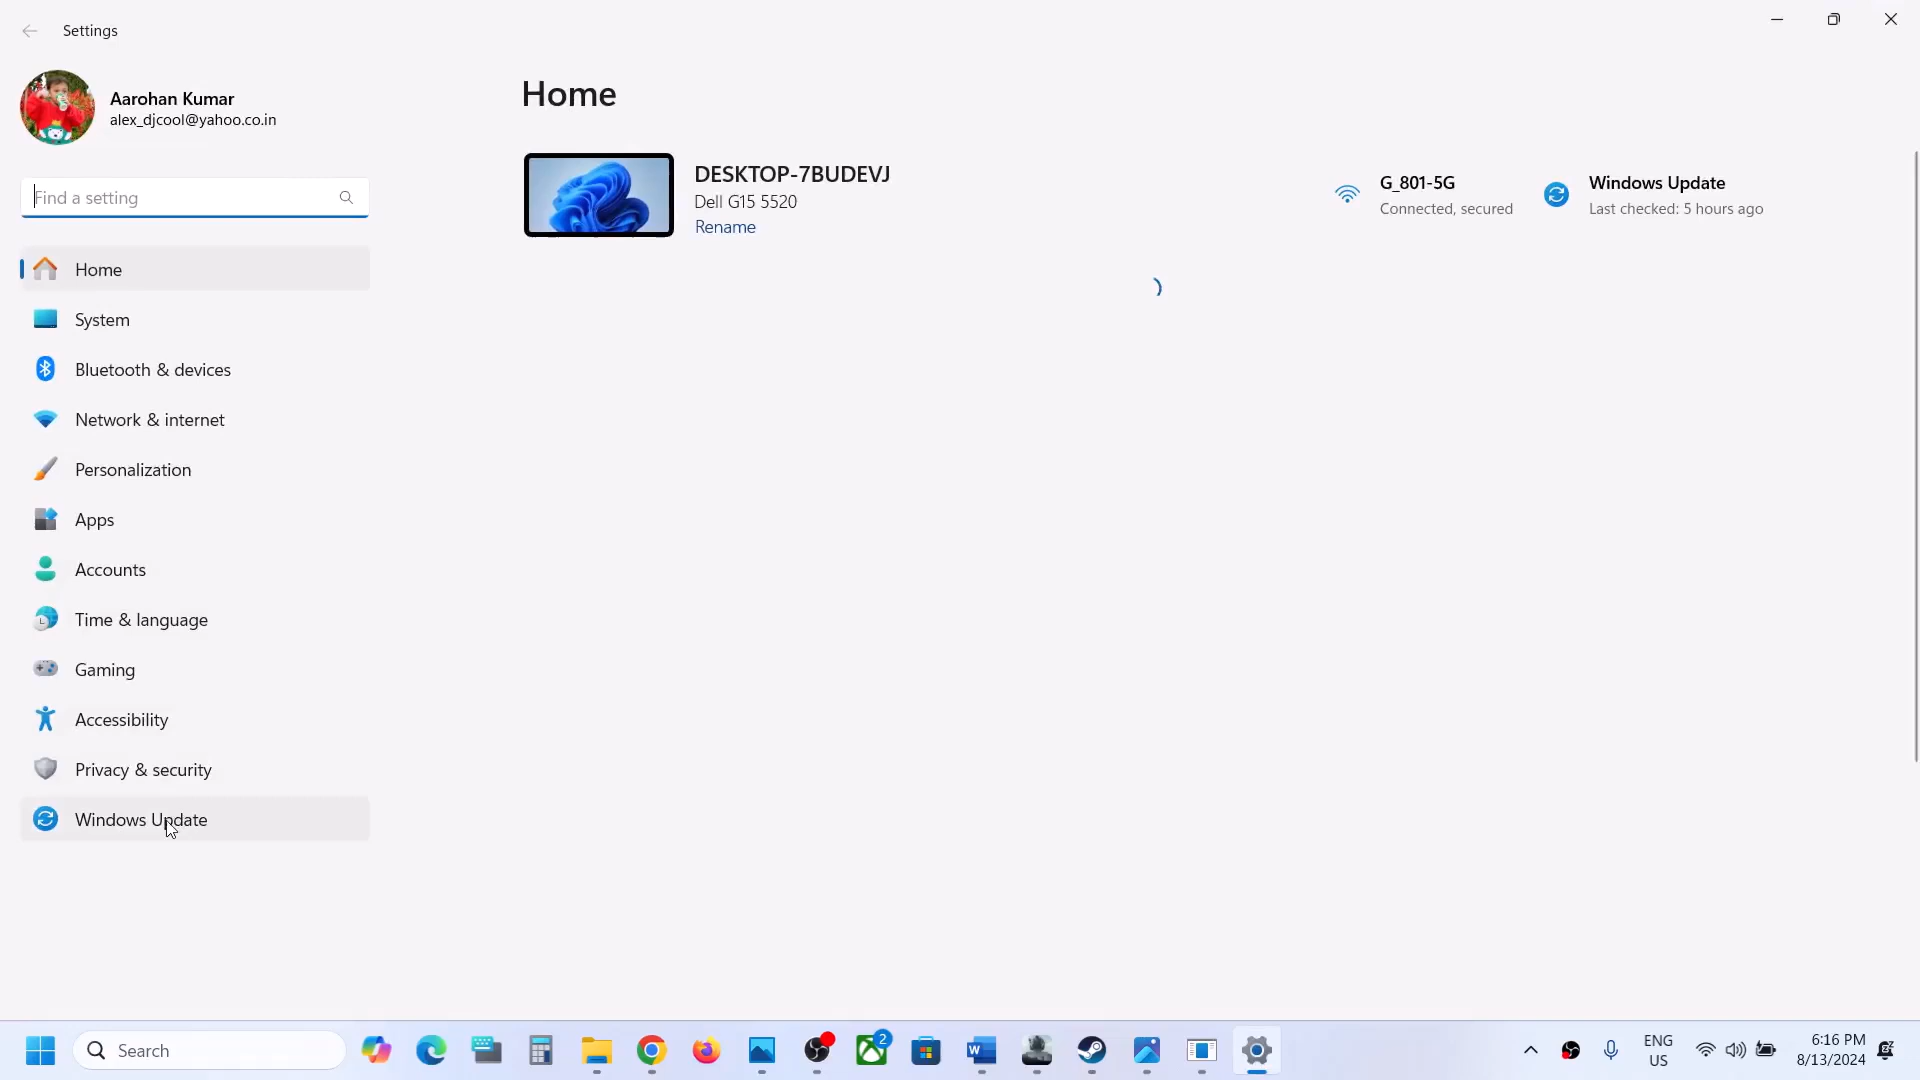 Settings
Aarohan Kumar
alex_djcool@yahoo.co.in
Find a setting
Home
System
Bluetooth & devices
Network & internet
Personalization
Apps
Accounts
Time & language
Gaming
Accessibility
Privacy & security
Windows Update
Home
DESKTOP-7BUDEVJ
Dell G15 5520
Rename
G_801-5G
Connected, secured
Windows Update
Last checked: 5 hours ago
Search
2
ENG
US
6:16 PM
8/13/2024